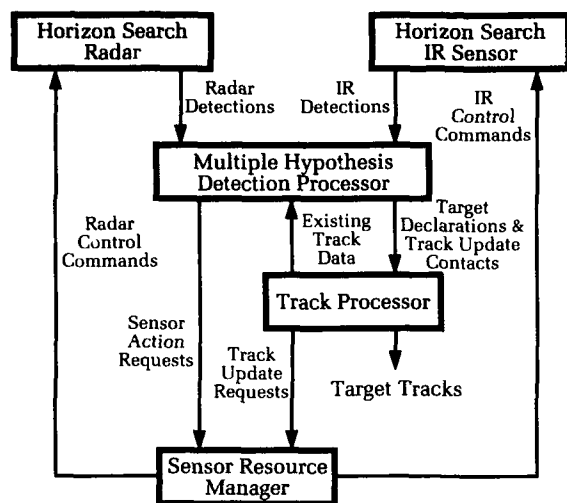 Horizon Search
Radar
Horizon Search
IR Sensor
Radar
Detections
IR
Detections
IR
Control
Commands
Multiple Hypothesis
Detection Processor
Radar
Control
Commands
Existing
Track
Data
Target
Declarations &
Track Update
Contacts
Track Processor
Sensor
Action
Requests
Track
Update
Requests
Target Tracks
Sensor Resource
Manager